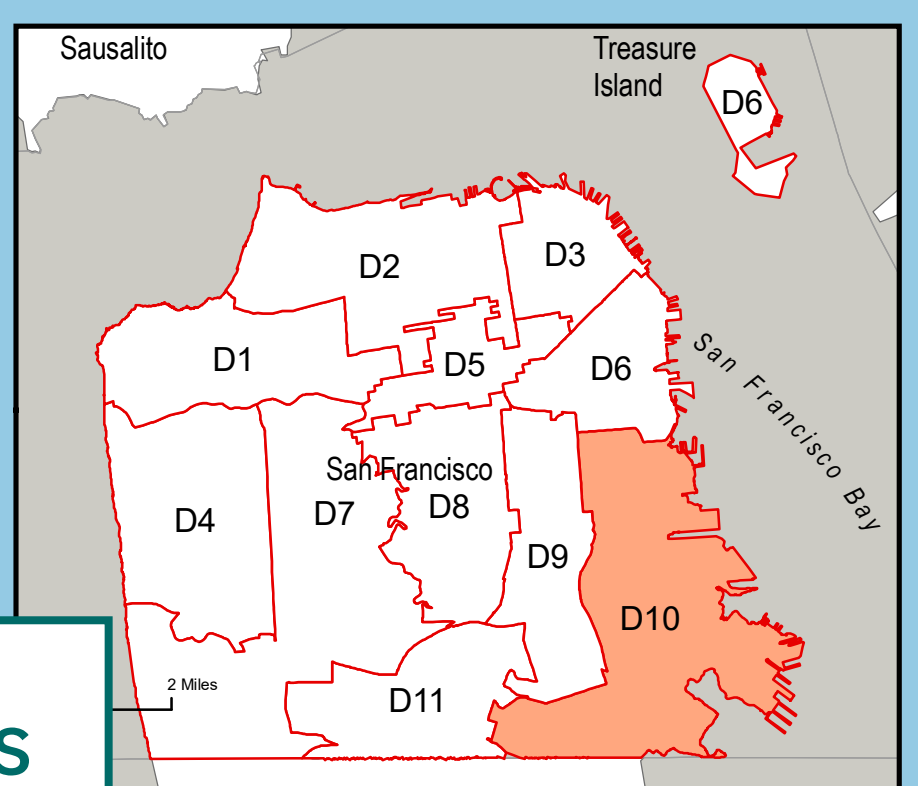 Sausalito
Treasure
Island
D6
D2
D3
D1
D5
D6
San Francisco Bay
San Francisco
D4
D7
D8
D9
D10
2 Miles
D11
s